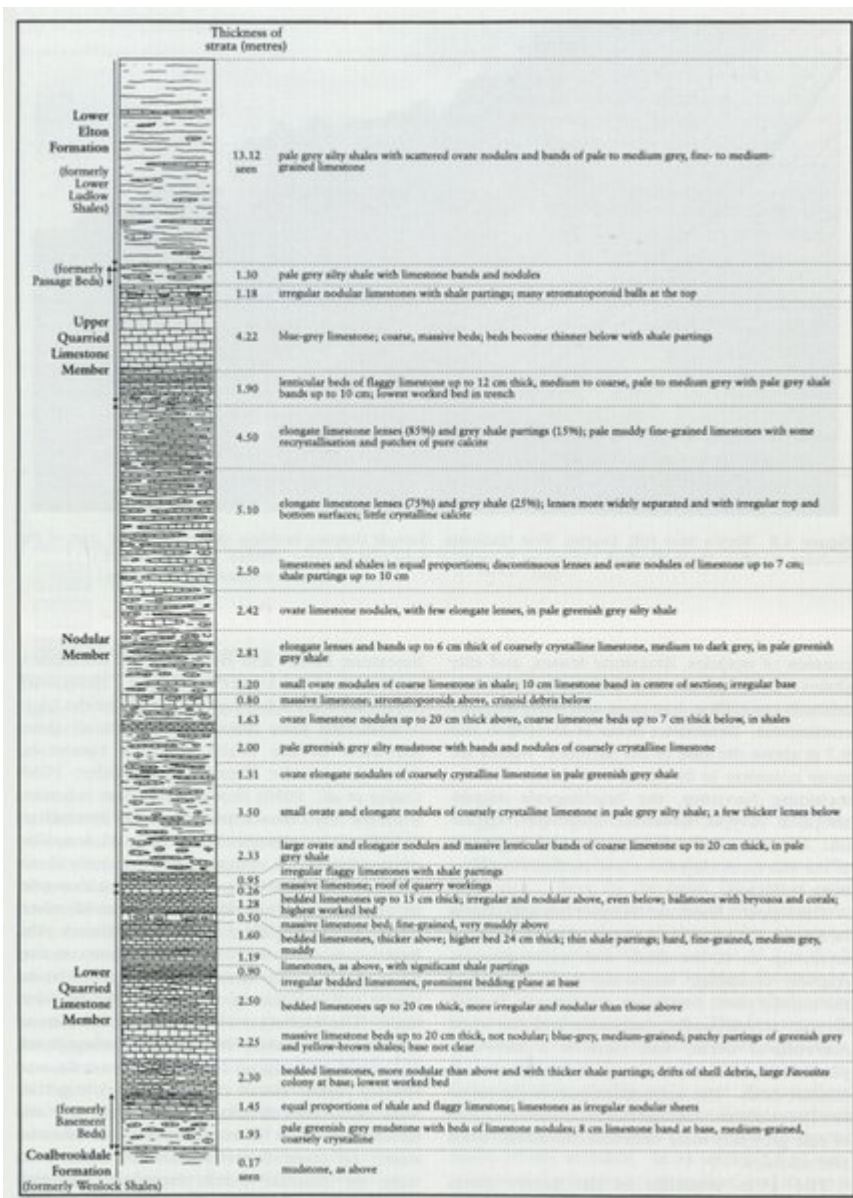 Thickness of
strata (metres)
Lower
Elton
Formation
(formerly
Lower
Ludlow
Shales)
13.12
seen
pale grey silty shales with scattered ovate nodules and bands of pale to medium grey, fine- to medium-
grained limestone
(formerly
Passage Beds)
1.30 pale grey silty shale with limestone bands and nodules
1.18 irregular nodular limestones with shale partings; many stromatoporoid balls at the top
Upper
Quarried
Limestone
Member
4.22 blue-grey limestone; coarse, massive beds; beds become thinner below with shale partings
1.90 lenticular beds of flaggy limestone up to 12 cm thick, medium to coarse, pale to medium grey with pale grey shale
bands up to 10 cm; lowest worked bed in trench
4.50 elongate limestone lenses (85%) and grey shale partings (15%); pale muddy fine-grained limestones with some
recrystallisation and patches of pure calcite
5.10 elongate limestone lenses (75%) and grey shale (25%); lenses more widely separated and with irregular top and
bottom surfaces; little crystalline calcite
2.50 limestones and shales in equal proportions; discontinuous lenses and ovate nodules of limestone up to 7 cm;
shale partings up to 10 cm
2.42 ovate limestone nodules, with few elongate lenses, in pale greenish grey silty shale
Nodular
Member
2.81 elongate lenses and bands up to 6 cm thick of coarsely crystalline limestone, medium to dark grey, in pale greenish
grey shale
1.20 small ovate modules of coarse limestone in shale; 10 cm limestone band in centre of section; irregular base
0.80 massive limestone; stromatoporoids above, crinoid debris below
1.63 ovate limestone nodules up to 20 cm thick above, coarse limestone beds up to 7 cm thick below, in shales
2.00 pale greenish grey silty mudstone with bands and nodules of coarsely crystalline limestone
1.31 ovate elongate nodules of coarsely crystalline limestone in pale greenish grey shale
3.50 small ovate and elongate nodules of coarsely crystalline limestone in pale grey silty shale; a few thicker lenses below
2.33 large ovate and elongate nodules and massive lenticular bands of coarse limestone up to 20 cm thick, in pale
grey shale
0.95 irregular flaggy limestones with shale partings
0.26 massive limestone; roof of quarry workings
1.28 bedded limestones up to 15 cm thick; irregular and nodular above, even below; ballstones with bryozoa and corals;
highest worked bed
0.50 massive limestone bed; fine-grained, very muddy above
1.60 bedded limestones, thicker above; higher bed 24 cm thick; thin shale partings; hard, fine-grained, medium grey,
muddy
1.19 limestones, as above, with significant shale partings
0.90 irregular bedded limestones, prominent bedding plane at base
Lower
Quarried
Limestone
Member
2.50 bedded limestones up to 20 cm thick, more irregular and nodular than those above
2.25 massive limestone beds up to 20 cm thick, not nodular; blue-grey, medium-grained; patchy partings of greenish grey
and yellow-brown shales; base not clear
2.30 bedded limestones, more nodular than above and with thicker shale partings; drifts of shell debris, large Favosites
colony at base; lowest worked bed
(formerly
Basement
Beds)
1.45 equal proportions of shale and flaggy limestone; limestones as irregular nodular sheets
1.93 pale greenish grey mudstone with beds of limestone nodules; 8 cm limestone band at base, medium-grained,
coarsely crystalline
Coalbrookdale
Formation
(formerly Wenlock Shales)
0.17
seen
mudstone, as above